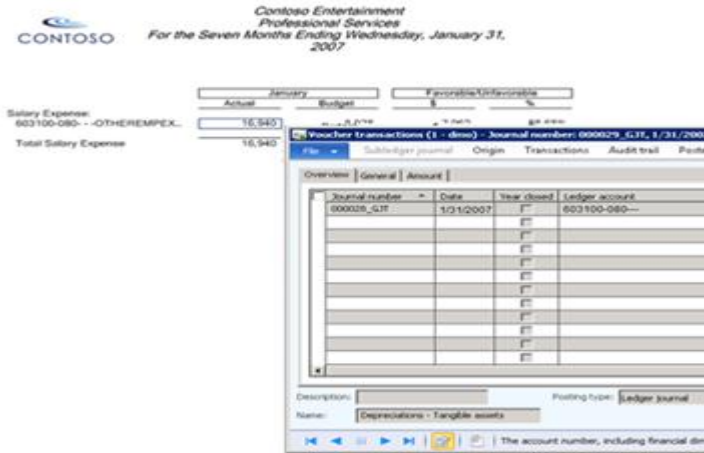 Contoso Entertainment
Professional Services
CONTOSO
For the Seven Months Ending Wednesday, January 31,
2007
January Favorable/Unfavorable
Actual Budget $ %
Salary Expense:
603100-080- - -OTHEREMPEX.. 16,940
Total Salary Expense 16,940
Voucher transactions (1 - dmo) - Journal number: 000029_GJT, 1/31/200
File Subledger journal Origin Transactions Audit trail Poste
Overview General Amount
Journal number Date Year closed Ledger account
1/31/2007 603100-080---
Description: Posting type: Ledger journal
Name: Depreciations - Tangible assets
The account number, including financial din